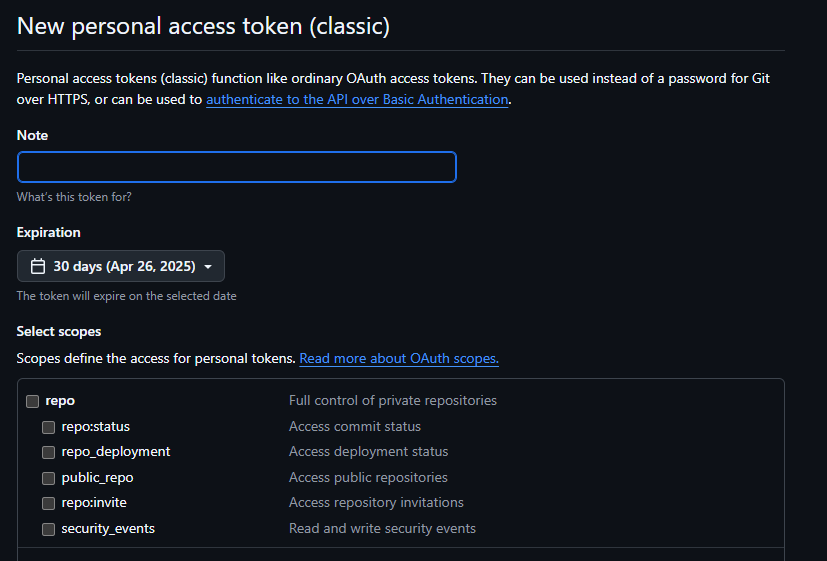 New personal access token (classic)
Personal access tokens (classic) function like ordinary OAuth access tokens. They can be used instead of a password for Git
over HTTPS, or can be used to authenticate to the API over Basic Authentication.
Note
What's this token for?
Expiration
30 days (Apr 26, 2025)
The token will expire on the selected date
Select scopes
Scopes define the access for personal tokens. Read more about OAuth scopes.
repo Full control of private repositories
repo:status Access commit status
repo_deployment Access deployment status
public_repo Access public repositories
repo:invite Access repository invitations
security_events Read and write security events